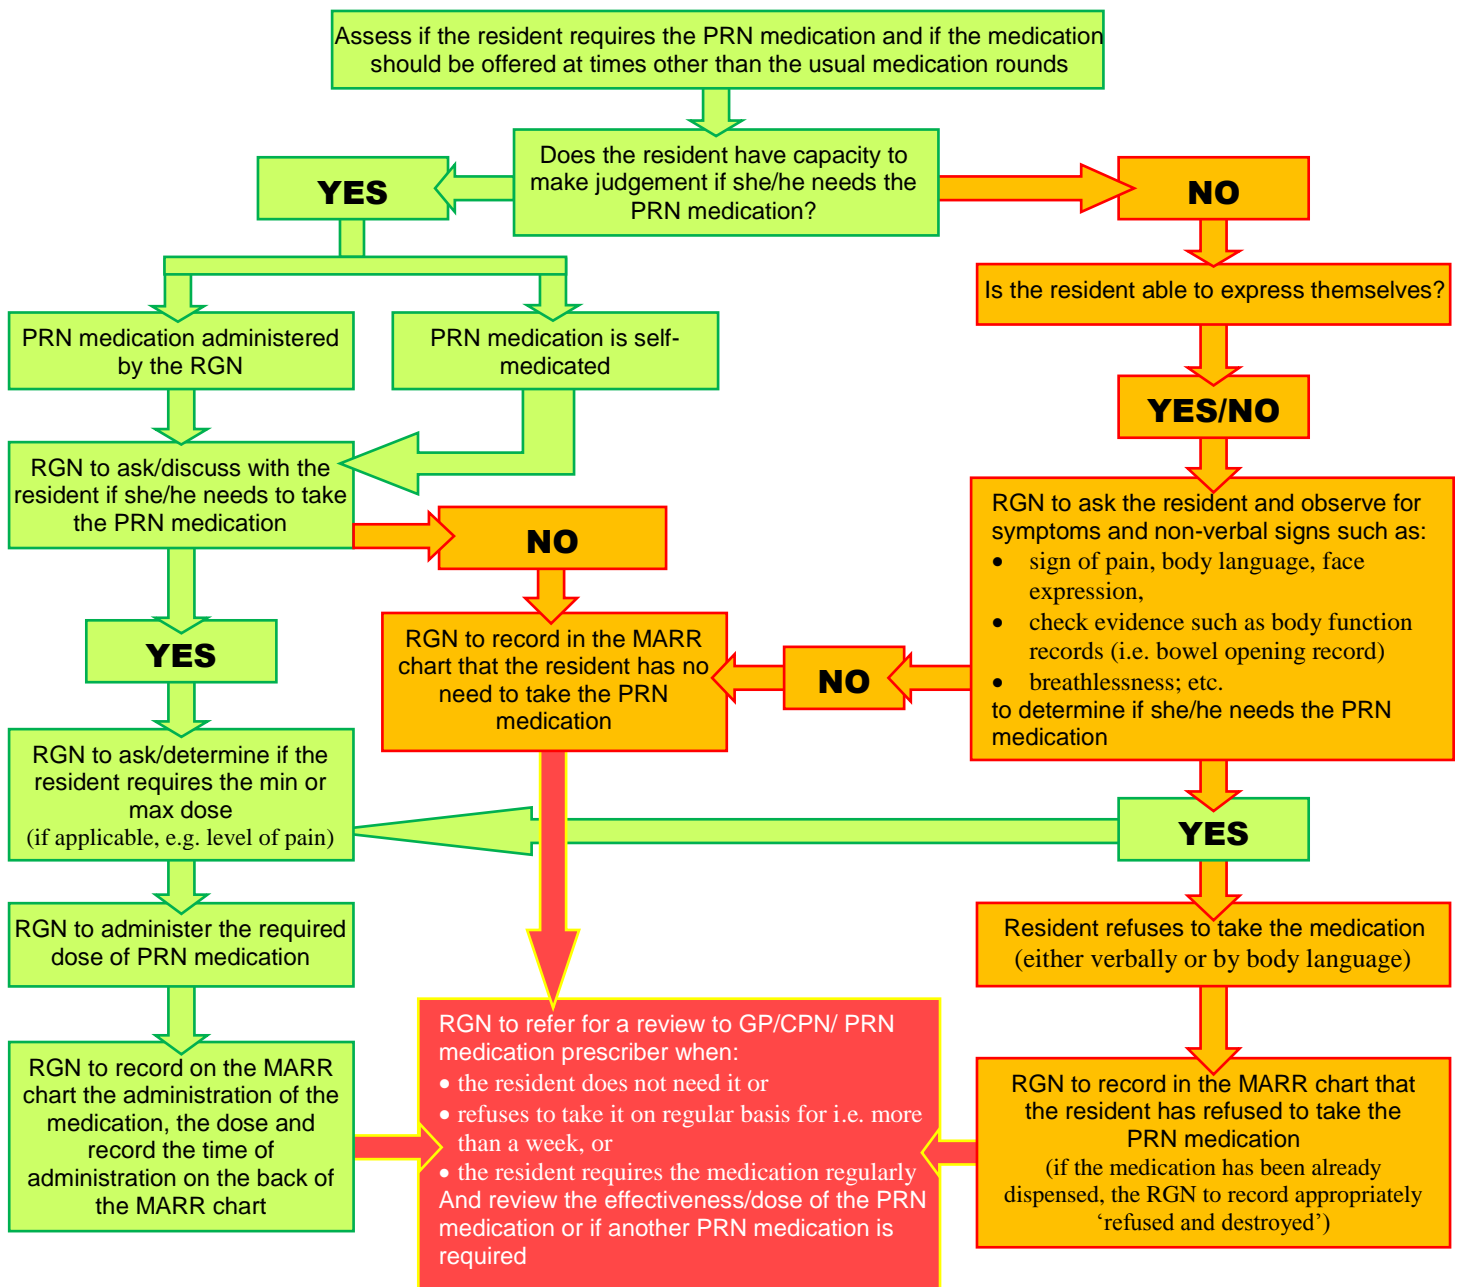 Assess if the resident requires the PRN medication and if the medication
should be offered at times other than the usual medication rounds
Does the resident have capacity to
make judgement if she/he needs the
PRN medication?
YES
NO
Is the resident able to express themselves?
PRN medication administered
by the RGN
PRN medication is self-
medicated
YES/NO
RGN to ask/discuss with the
resident if she/he needs to take
the PRN medication
NO
RGN to ask the resident and observe for
symptoms and non-verbal signs such as:
• sign of pain, body language, face
expression,
• check evidence such as body function
records (i.e. bowel opening record)
• breathlessness; etc.
to determine if she/he needs the PRN
medication
YES
RGN to record in the MARR
chart that the resident has no
need to take the PRN
medication
NO
RGN to ask/determine if the
resident requires the min or
max dose
(if applicable, e.g. level of pain)
YES
RGN to administer the required
dose of PRN medication
Resident refuses to take the medication
(either verbally or by body language)
RGN to record on the MARR
chart the administration of the
medication, the dose and
record the time of
administration on the back of
the MARR chart
RGN to refer for a review to GP/CPN/ PRN
medication prescriber when:
• the resident does not need it or
• refuses to take it on regular basis for i.e. more
than a week, or
• the resident requires the medication regularly
And review the effectiveness/dose of the PRN
medication or if another PRN medication is
required
RGN to record in the MARR chart that
the resident has refused to take the
PRN medication
(if the medication has been already
dispensed, the RGN to record appropriately
‘refused and destroyed’)